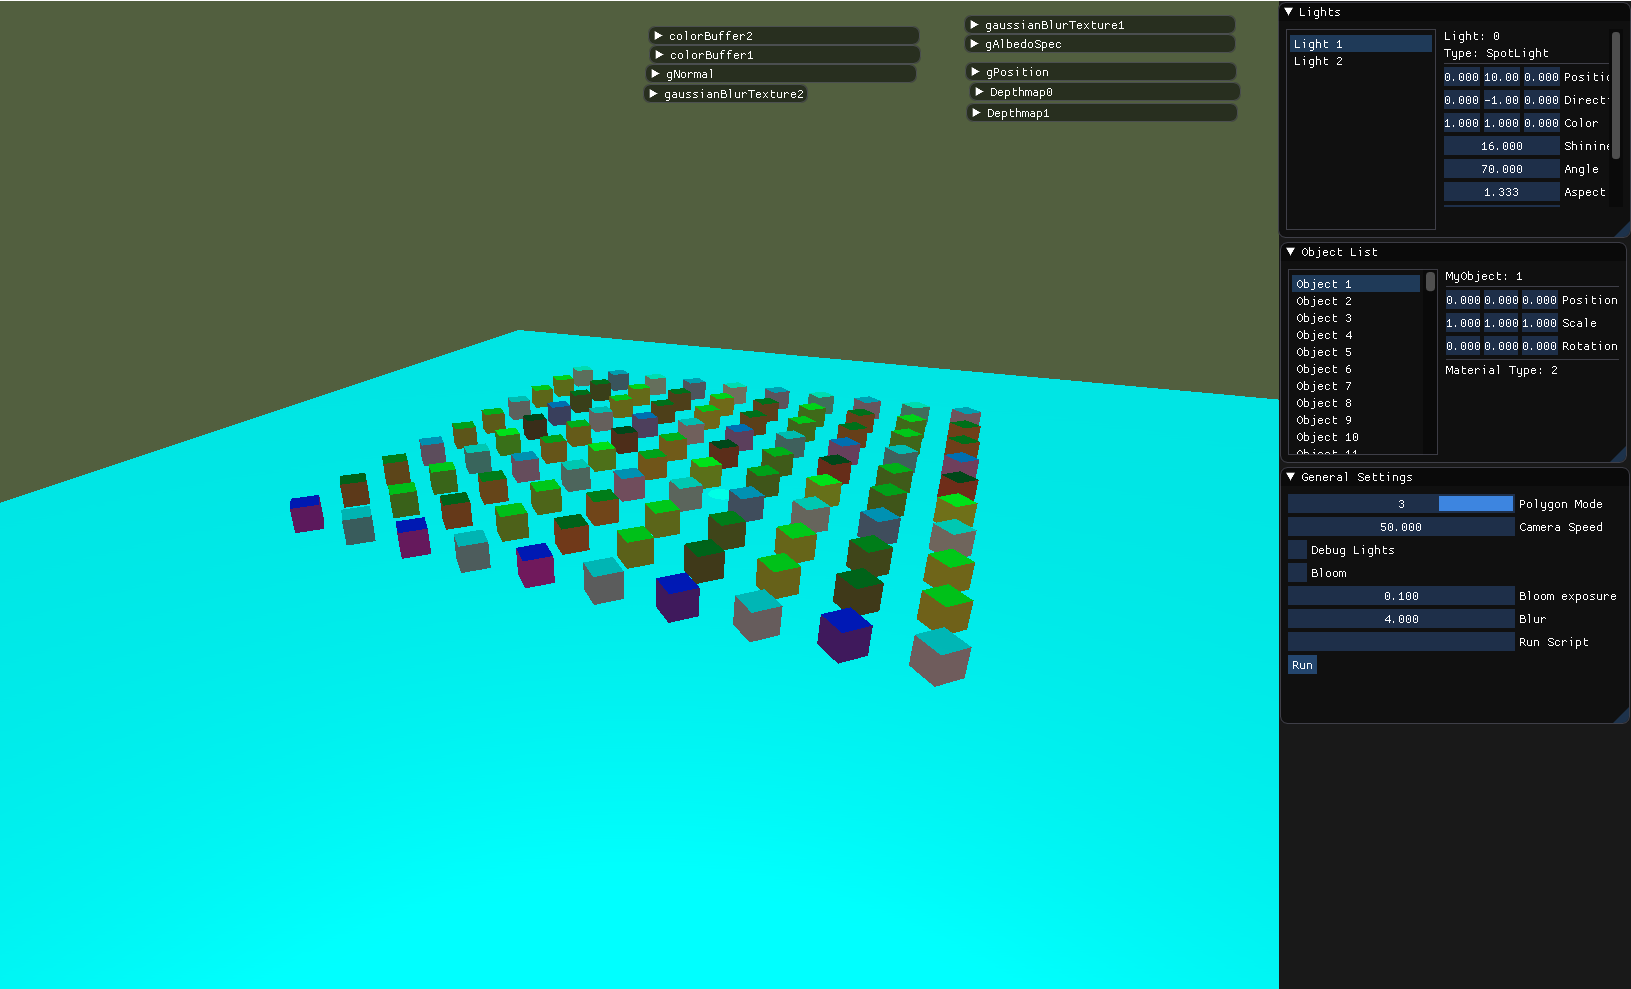 colorBuffer2
colorBuffer1
gNormal
gaussianBlurTexture2
gaussianBlurTexture1
gAlbedoSpec
gPosition
Depthmap0
Depthmap1
Lights
Light 1
Light 2
Light: 0
Type: SpotLight
0.000 10.00 0.000 Positic
0.000 -1.00 0.000 Direct
1.000 1.000 0.000 Color
16.000 Shinine
70.000 Angle
1.333 Aspect
Object List
Object 1
Object 2
Object 3
Object 4
Object 5
Object 6
Object 7
Object 8
Object 9
Object 10
Object 11
MyObject: 1
0.000 0.000 0.000 Position
1.000 1.000 1.000 Scale
0.000 0.000 0.000 Rotation
Material Type: 2
General Settings
3 Polygon Mode
50.000 Camera Speed
Debug Lights
Bloom
0.100 Bloom exposure
4.000 Blur
Run Script
Run